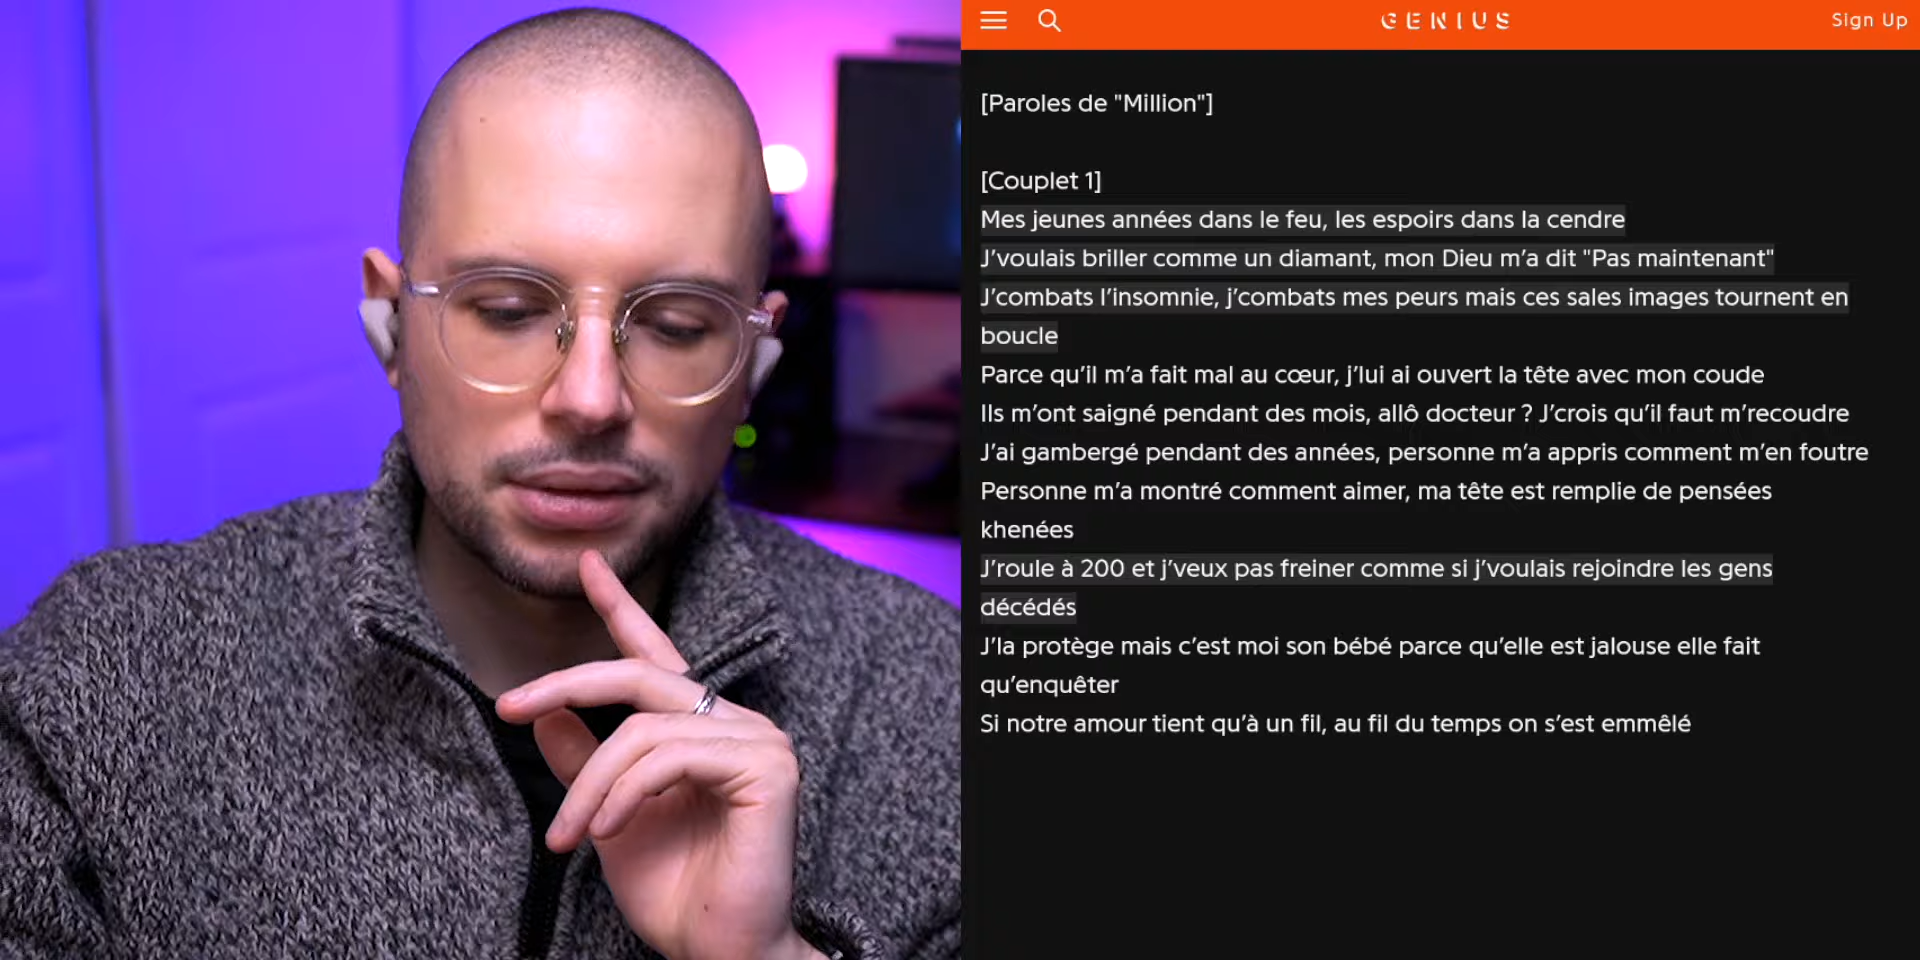 GENIUS
Sign Up
[Paroles de "Million"]
[Couplet 1]
Mes jeunes années dans le feu, les espoirs dans la cendre
J’voulais briller comme un diamant, mon Dieu m’a dit "Pas maintenant"
J’combats l’insomnie, j’combats mes peurs mais ces sales images tournent en
boucle
Parce qu’il m’a fait mal au cœur, j’lui ai ouvert la tête avec mon coude
Ils m’ont saigné pendant des mois, allô docteur ? J’crois qu’il faut m’recoudre
J’ai gambergé pendant des années, personne m’a appris comment m’en foutre
Personne m’a montré comment aimer, ma tête est remplie de pensées
khenées
J’roule à 200 et j’veux pas freiner comme si j’voulais rejoindre les gens
décédés
J’la protège mais c’est moi son bébé parce qu’elle est jalouse elle fait
qu’enquêter
Si notre amour tient qu’à un fil, au fil du temps on s’est emmêlé